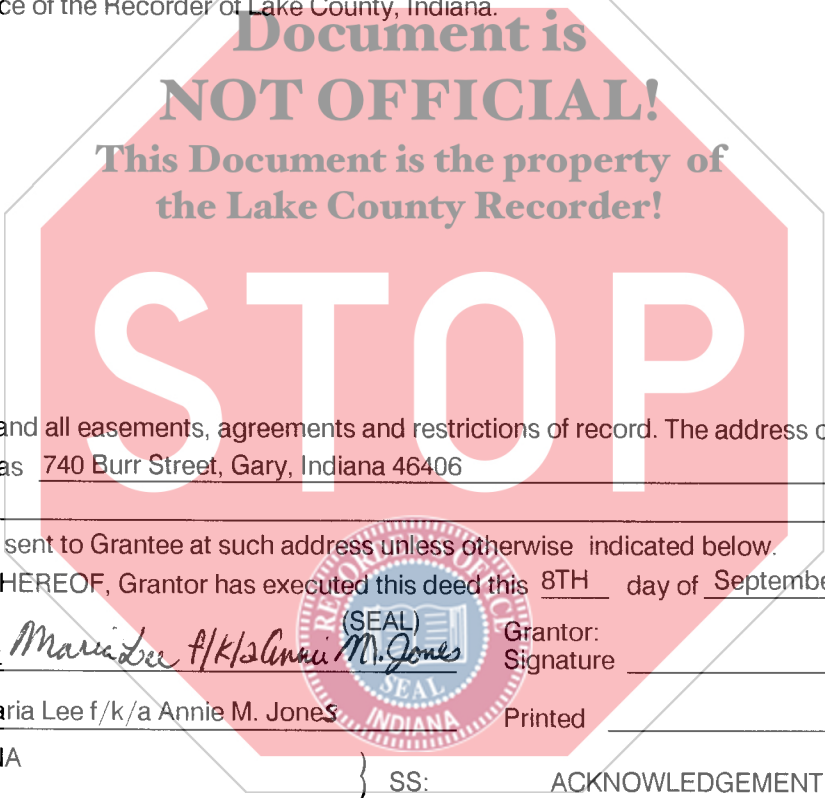 ce of the Recorder of Lake County, Indiana.
Document is
NOT OFFICIAL!
This Document is the property of
the Lake County Recorder!
STOP
and all easements, agreements and restrictions of record. The address o
as 740 Burr Street, Gary, Indiana 46406
sent to Grantee at such address unless otherwise indicated below.
HEREOF, Grantor has executed this deed this 8TH day of Septembe
(SEAL) Grantor:
Maria Lee f/k/a Annie M. Jones Signature
aria Lee f/k/a Annie M. Jones Printed
IA
} SS: ACKNOWLEDGEMENT
RECORDER'S OFFICE
SEAL
INDIANA